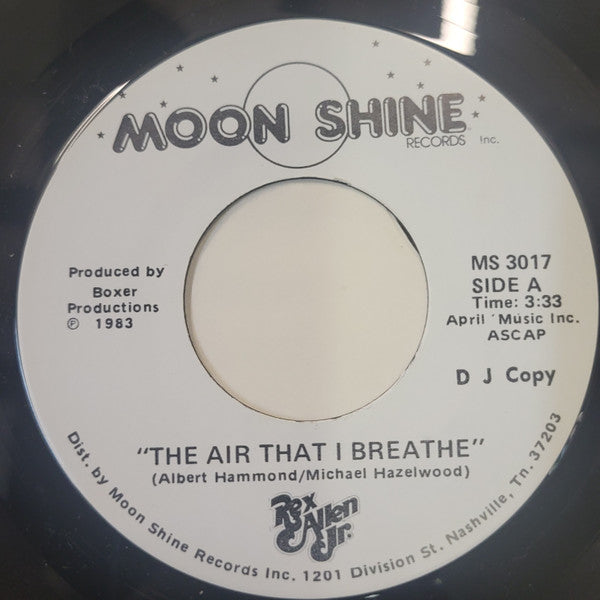 MOON SHINE
RECORDS Inc.
Produced by
Boxer
Productions
℗ 1983
MS 3017
SIDE A
Time: 3:33
April Music Inc.
ASCAP
D J Copy
"THE AIR THAT I BREATHE"
(Albert Hammond/Michael Hazelwood)
Rex
Allen
Jr.
Dist. by Moon Shine Records Inc. 1201 Division St. Nashville, Tn. 37203